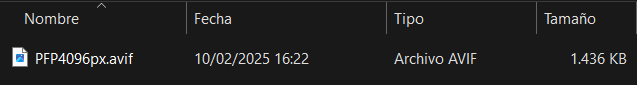 Nombre Fecha Tipo Tamaño
PFP4096px.avif 10/02/2025 16:22 Archivo AVIF 1.436 KB